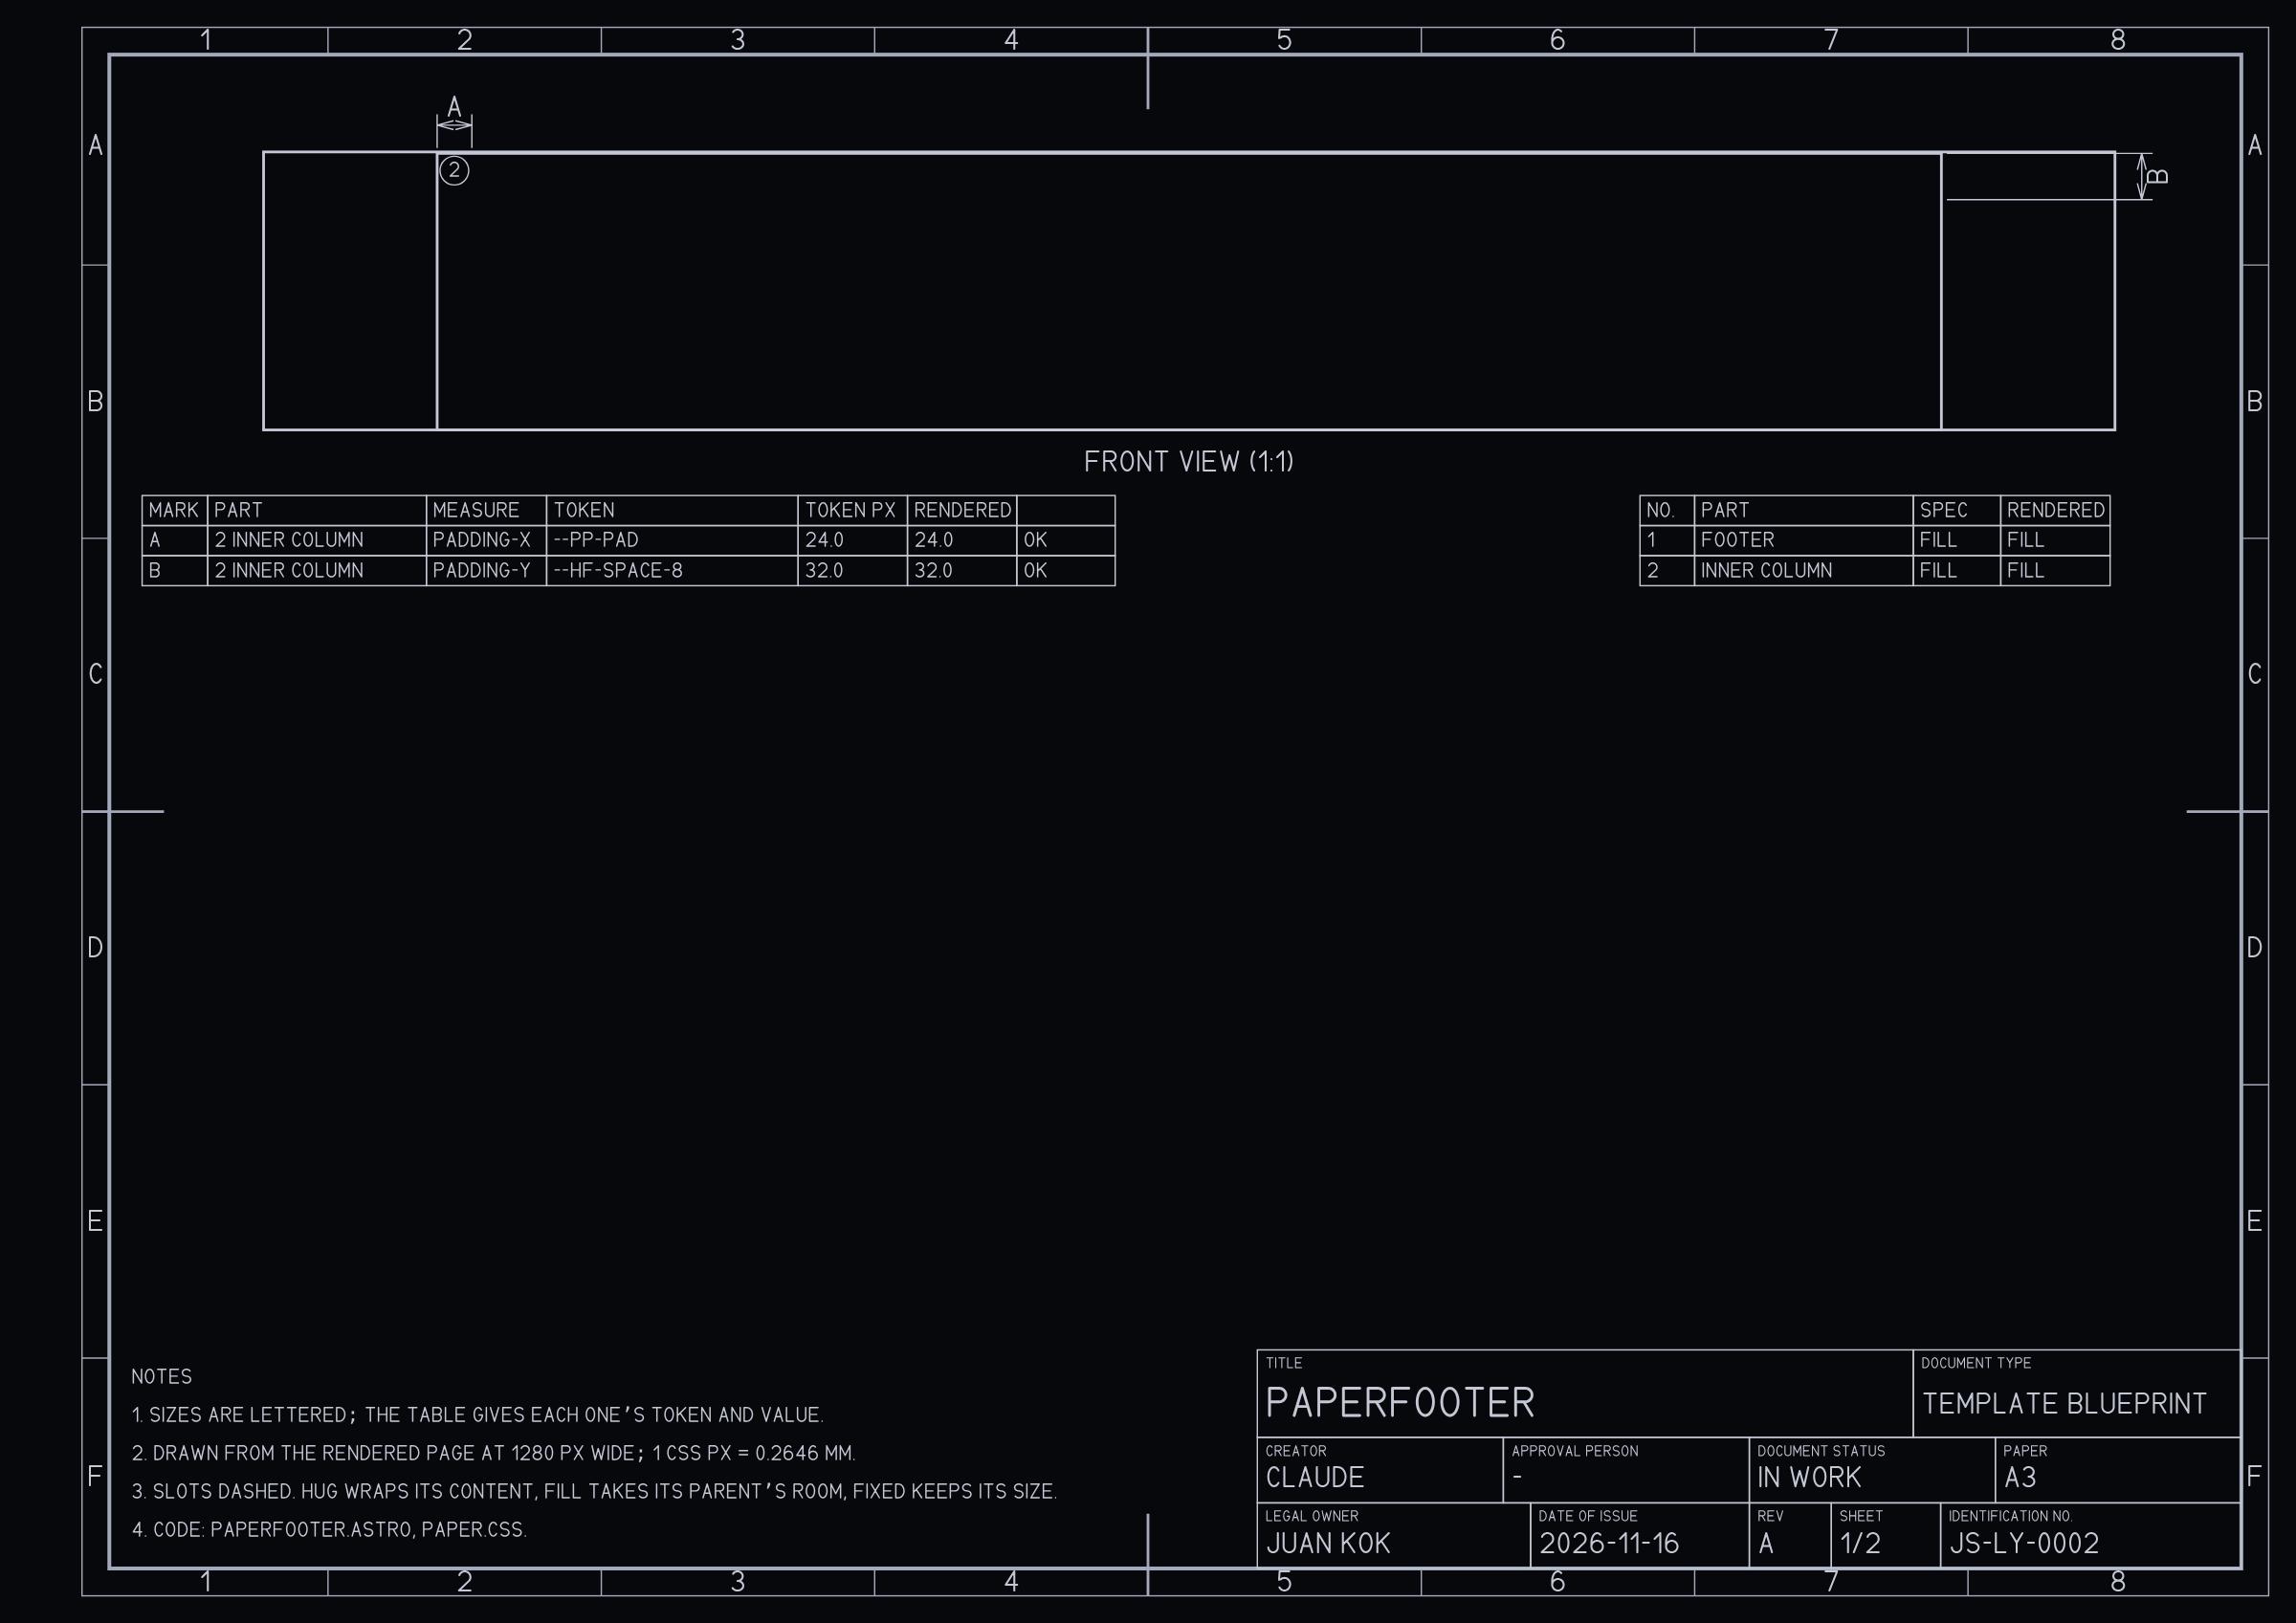 1 2 3 4 5 6 7 8
A
A A
2
B
B B
FRONT VIEW (1:1)
MARK PART MEASURE TOKEN TOKEN PX RENDERED
A 2 INNER COLUMN PADDING-X --PP-PAD 24.0 24.0 OK
B 2 INNER COLUMN PADDING-Y --HF-SPACE-8 32.0 32.0 OK
NO. PART SPEC RENDERED
1 FOOTER FILL FILL
2 INNER COLUMN FILL FILL
C C
D D
E E
NOTES
1. SIZES ARE LETTERED; THE TABLE GIVES EACH ONE'S TOKEN AND VALUE.
2. DRAWN FROM THE RENDERED PAGE AT 1280 PX WIDE; 1 CSS PX = 0.2646 MM.
3. SLOTS DASHED. HUG WRAPS ITS CONTENT, FILL TAKES ITS PARENT'S ROOM, FIXED KEEPS ITS SIZE.
4. CODE: PAPERFOOTER.ASTRO, PAPER.CSS.
TITLE DOCUMENT TYPE
PAPERFOOTER TEMPLATE BLUEPRINT
CREATOR APPROVAL PERSON DOCUMENT STATUS PAPER
CLAUDE - IN WORK A3
F F
LEGAL OWNER DATE OF ISSUE REV SHEET IDENTIFICATION NO.
JUAN KOK 2026-11-16 A 1/2 JS-LY-0002
1 2 3 4 5 6 7 8